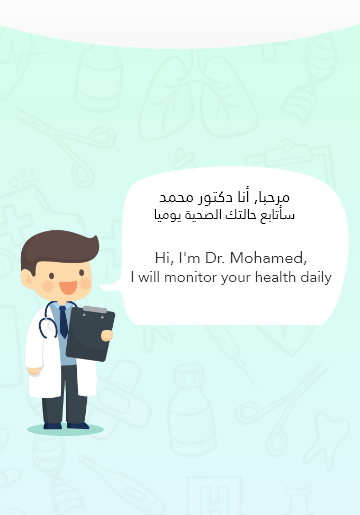 مرحبا, أنا دكتور محمد
سأتابع حالتك الصحية يوميا
Hi, I'm Dr. Mohamed,
I will monitor your health daily